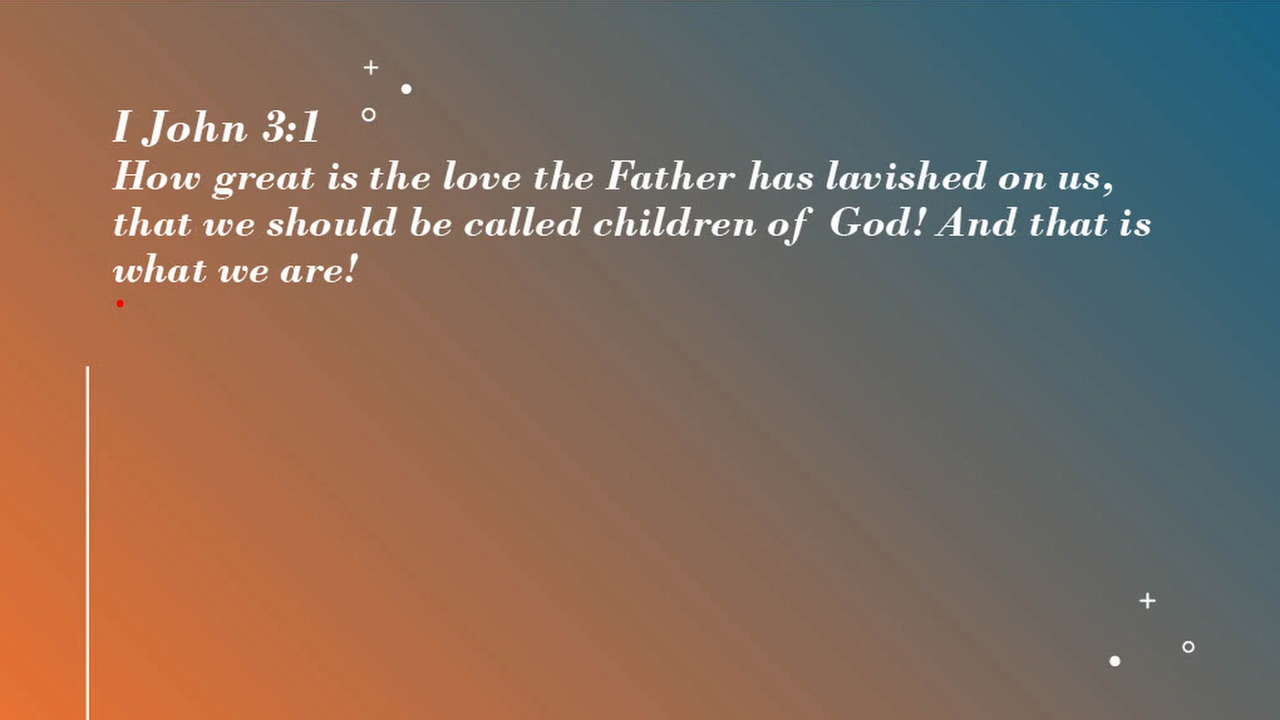 I John 3:1
How great is the love the Father has lavished on us,
that we should be called children of God! And that is
what we are!